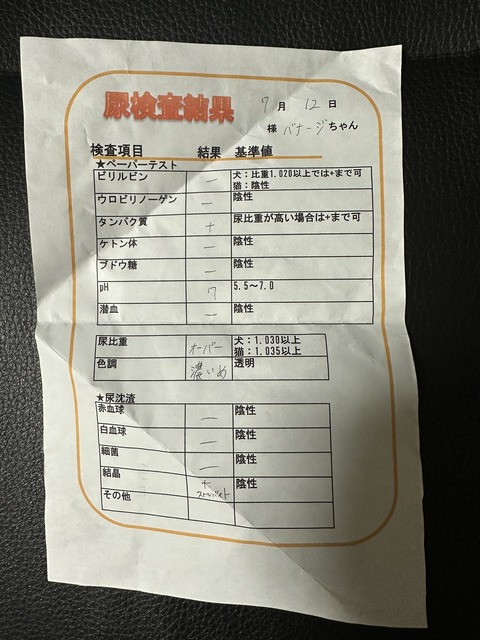 尿検査結果
7月 12日
様 バナージちゃん
検査項目 結果 基準値
★ペーパーテスト
ビリルビン － 犬：比重1.020以上では+まで可
猫：陰性
ウロビリノーゲン － 陰性
タンパク質 ＋ 尿比重が高い場合は+まで可
ケトン体 － 陰性
ブドウ糖 － 陰性
pH 7 5.5～7.0
潜血 － 陰性
尿比重 オーバー 犬：1.030以上
猫：1.035以上
色調 濃いめ 透明
★尿沈渣
赤血球 － 陰性
白血球 － 陰性
細菌 － 陰性
結晶 ＋ 陰性
ストルバイト
その他